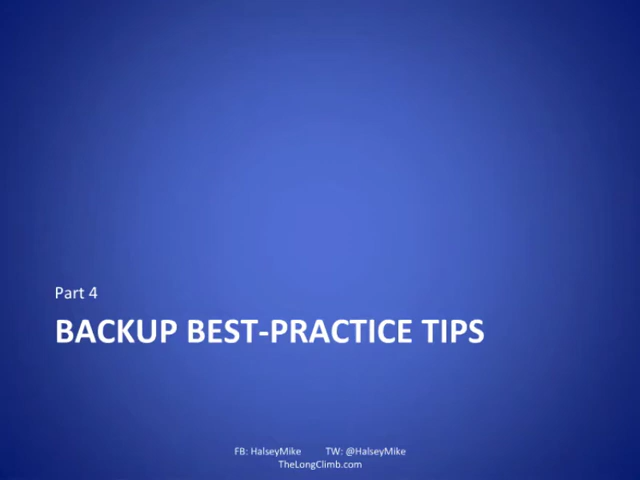 Part 4
BACKUP BEST-PRACTICE TIPS
FB: HalseyMike TW: @HalseyMike
TheLongClimb.com